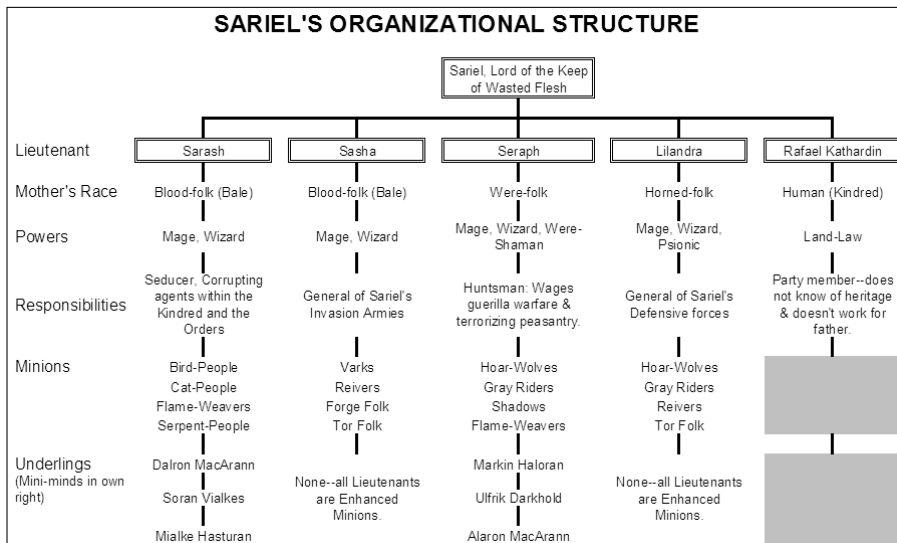 SARIEL'S ORGANIZATIONAL STRUCTURE
Sariel, Lord of the Keep
of Wasted Flesh
Lieutenant
Sarash
Sasha
Seraph
Lilandra
Rafael Kathardin
Mother's Race
Blood-folk (Bale)
Blood-folk (Bale)
Were-folk
Horned-folk
Human (Kindred)
Powers
Mage, Wizard
Mage, Wizard
Mage, Wizard, Were-
Shaman
Mage, Wizard,
Psionic
Land-Law
Responsibilities
Seducer, Corrupting
agents within the
Kindred and the
Orders
General of Sariel's
Invasion Armies
Huntsman: Wages
guerilla warfare &
terrorizing peasantry.
General of Sariel's
Defensive forces
Party member--does
not know of heritage
& doesn't work for
father.
Minions
Bird-People
Cat-People
Flame-Weavers
Serpent-People
Varks
Reivers
Forge Folk
Tor Folk
Hoar-Wolves
Gray Riders
Shadows
Flame-Weavers
Hoar-Wolves
Gray Riders
Reivers
Tor Folk
Underlings
(Mini-minds in own
right)
Dalron MacArann
Soran Vialkes
Mialke Hasturan
None--all Lieutenants
are Enhanced
Minions.
Markin Haloran
Ulfrik Darkhold
Alaron MacArann
None--all Lieutenants
are Enhanced
Minions.